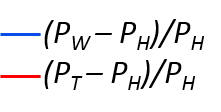 (P_W – P_H)/P_H
(P_T – P_H)/P_H